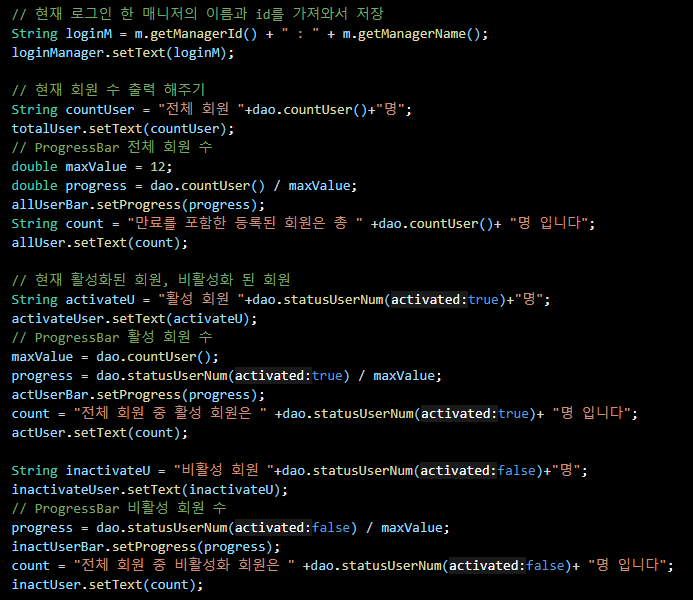 // 현재 로그인 한 매니저의 이름과 id를 가져와서 저장
String loginM = m.getManagerId() + " : " + m.getManagerName();
loginManager.setText(loginM);
// 현재 회원 수 출력 해주기
String countUser = "전체 회원 "+dao.countUser()+"명";
totalUser.setText(countUser);
// ProgressBar 전체 회원 수
double maxValue = 12;
double progress = dao.countUser() / maxValue;
allUserBar.setProgress(progress);
String count = "만료를 포함한 등록된 회원은 총 " +dao.countUser()+ "명 입니다";
allUser.setText(count);
// 현재 활성화된 회원, 비활성화 된 회원
String activateU = "활성 회원 "+dao.statusUserNum(activated:true)+"명";
activateUser.setText(activateU);
// ProgressBar 활성 회원 수
maxValue = dao.countUser();
progress = dao.statusUserNum(activated:true) / maxValue;
actUserBar.setProgress(progress);
count = "전체 회원 중 활성 회원은 " +dao.statusUserNum(activated:true)+ "명 입니다";
actUser.setText(count);
String inactivateU = "비활성 회원 "+dao.statusUserNum(activated:false)+"명";
inactivateUser.setText(inactivateU);
// ProgressBar 비활성 회원 수
progress = dao.statusUserNum(activated:false) / maxValue;
inactUserBar.setProgress(progress);
count = "전체 회원 중 비활성화 회원은 " +dao.statusUserNum(activated:false)+ "명 입니다";
inactUser.setText(count);